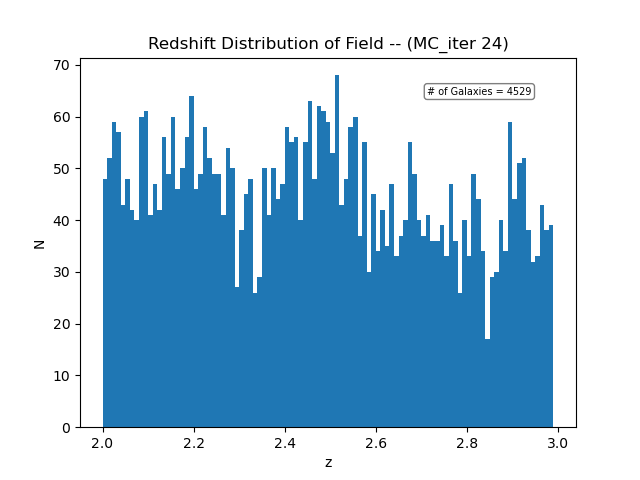 Redshift Distribution of Field -- (MC_iter 24)
# of Galaxies = 4529
70
60
50
40
30
20
10
0
N
2.0 2.2 2.4 2.6 2.8 3.0
z